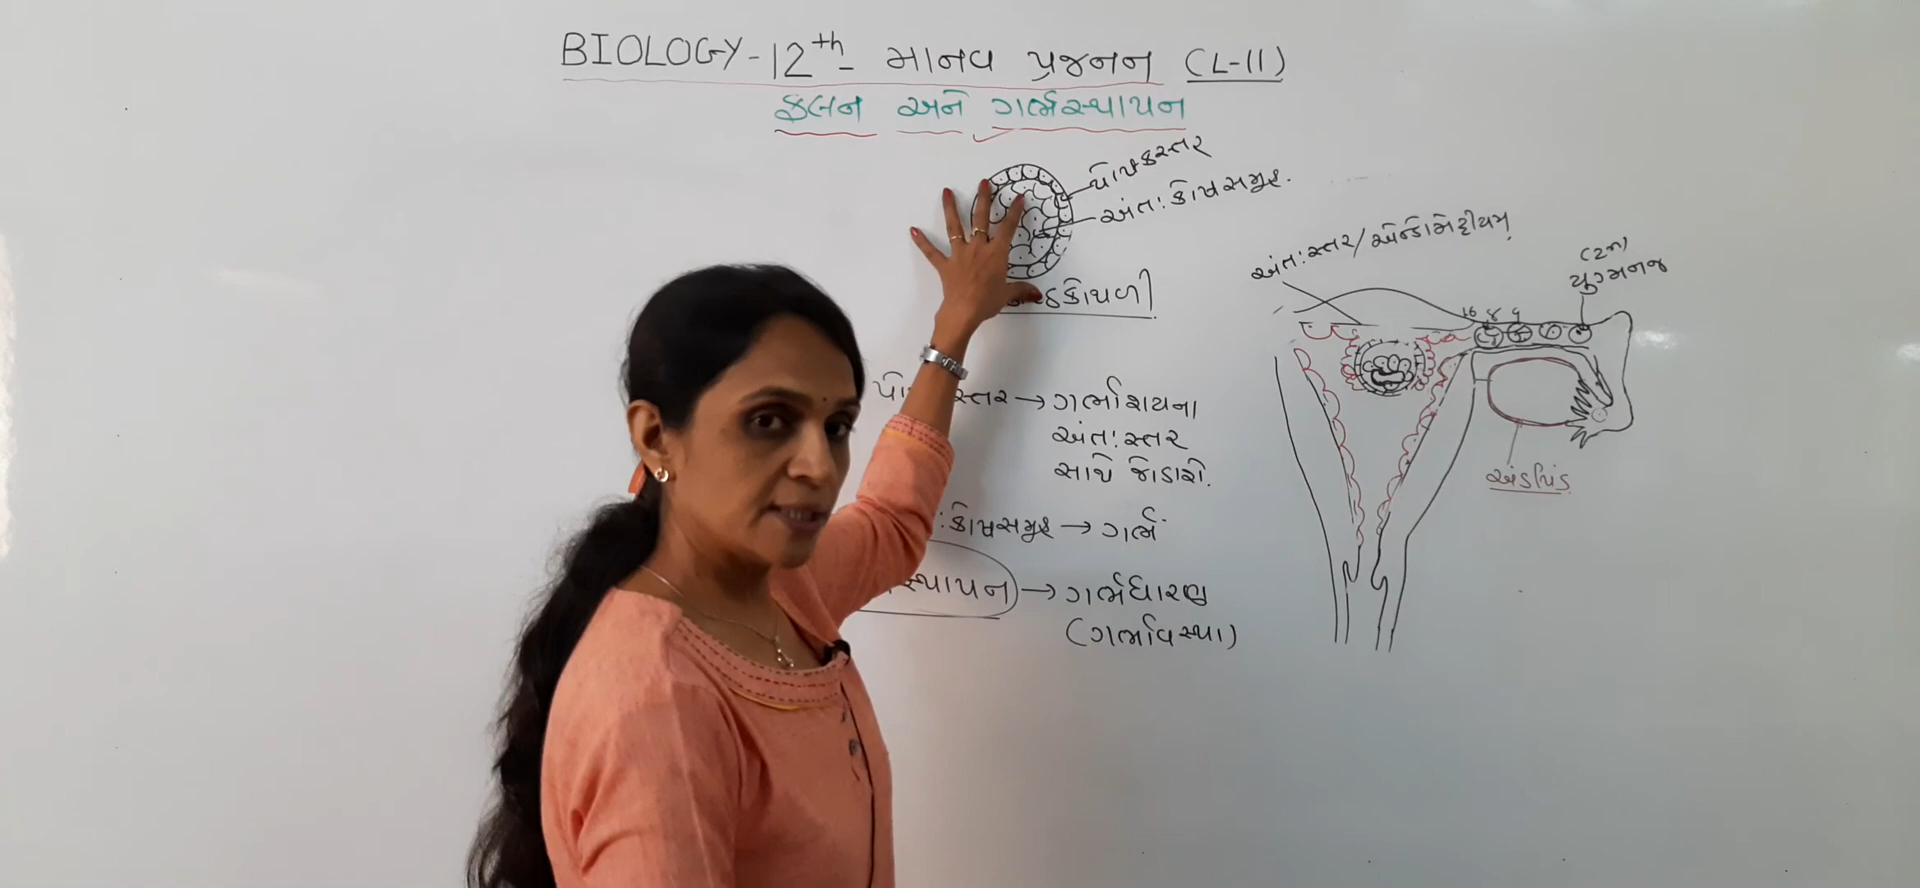 BIOLOGY-12th- માનવ પ્રજનન (L-11)
ફલન અને ગર્ભસ્થાપન
પોષકસ્તર
અંત:કોષસમૂહ.
કોથળી
અંત:સ્તર/એન્ડોમેટ્રીયમ્
(2n)
યુગ્મનજ
16 8 4
સ્તર → ગર્ભાશયના
અંત:સ્તર
સાથે જોડાશે.
:કોષસમૂહ → ગર્ભ
સ્થાપન → ગર્ભધારણ
(ગર્ભાવસ્થા)
અંડપિંડ